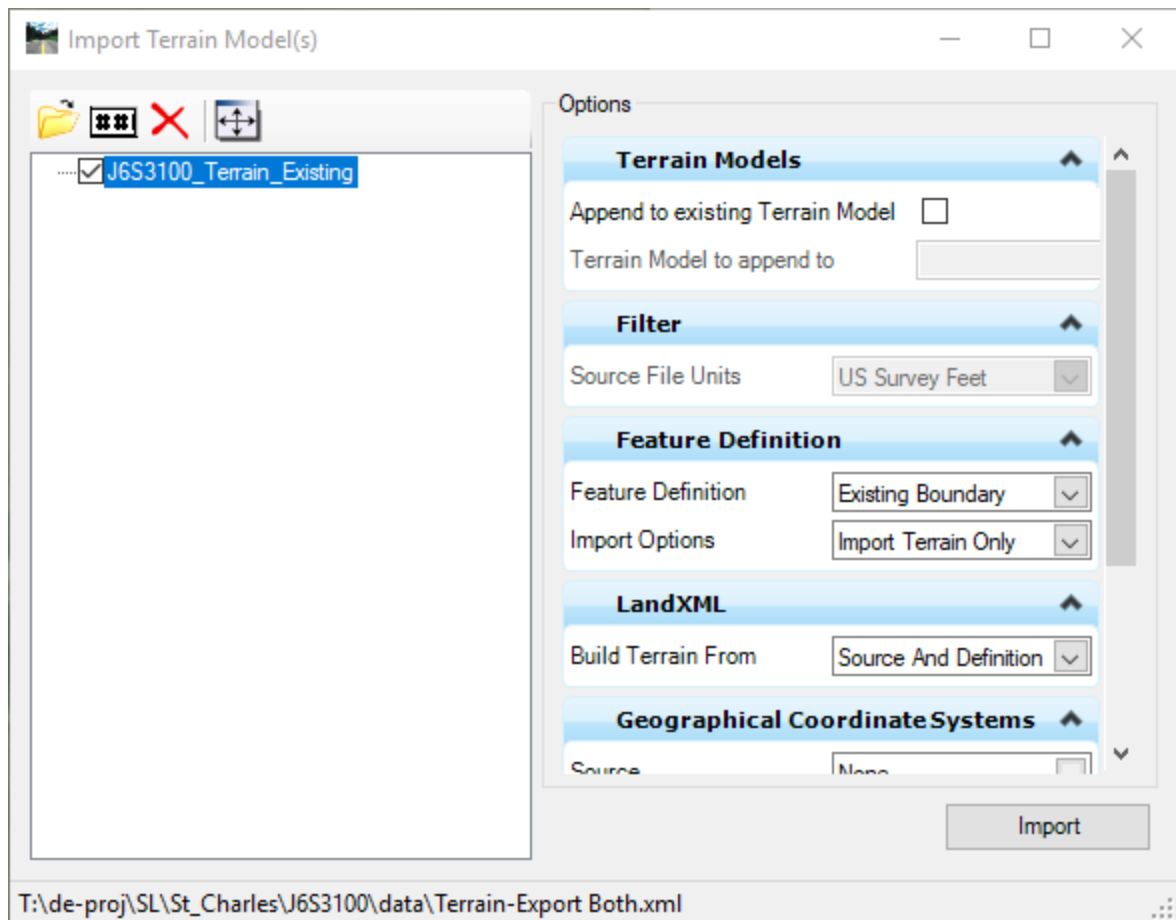 Import Terrain Model(s)
##
J6S3100_Terrain_Existing
Options
Terrain Models
Append to existing Terrain Model
Terrain Model to append to
Filter
Source File Units US Survey Feet
Feature Definition
Feature Definition Existing Boundary
Import Options Import Terrain Only
LandXML
Build Terrain From Source And Definition
Geographical Coordinate Systems
Source None
Import
T:\de-proj\SL\St_Charles\J6S3100\data\Terrain-Export Both.xml